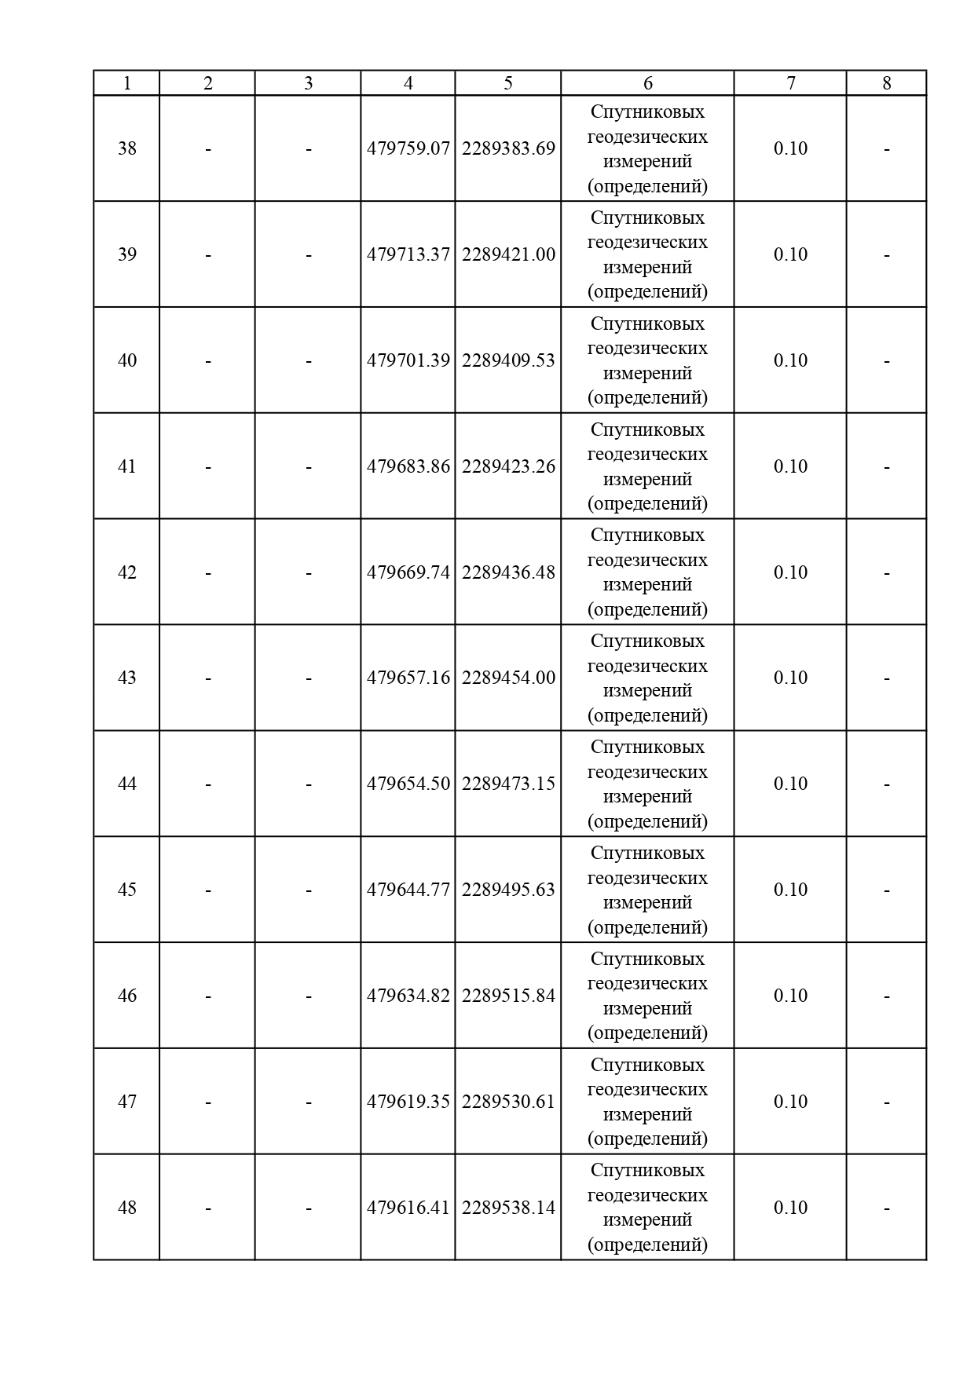 1 2 3 4 5 6 7 8
Спутниковых
геодезических
38 - - 479759.07 2289383.69 0.10 -
измерений
(определений)
Спутниковых
геодезических
39 - - 479713.37 2289421.00 0.10 -
измерений
(определений)
Спутниковых
геодезических
40 - - 479701.39 2289409.53 0.10 -
измерений
(определений)
Спутниковых
геодезических
41 - - 479683.86 2289423.26 0.10 -
измерений
(определений)
Спутниковых
геодезических
42 - - 479669.74 2289436.48 0.10 -
измерений
(определений)
Спутниковых
геодезических
43 - - 479657.16 2289454.00 0.10 -
измерений
(определений)
Спутниковых
геодезических
44 - - 479654.50 2289473.15 0.10 -
измерений
(определений)
Спутниковых
геодезических
45 - - 479644.77 2289495.63 0.10 -
измерений
(определений)
Спутниковых
геодезических
46 - - 479634.82 2289515.84 0.10 -
измерений
(определений)
Спутниковых
геодезических
47 - - 479619.35 2289530.61 0.10 -
измерений
(определений)
Спутниковых
геодезических
48 - - 479616.41 2289538.14 0.10 -
измерений
(определений)